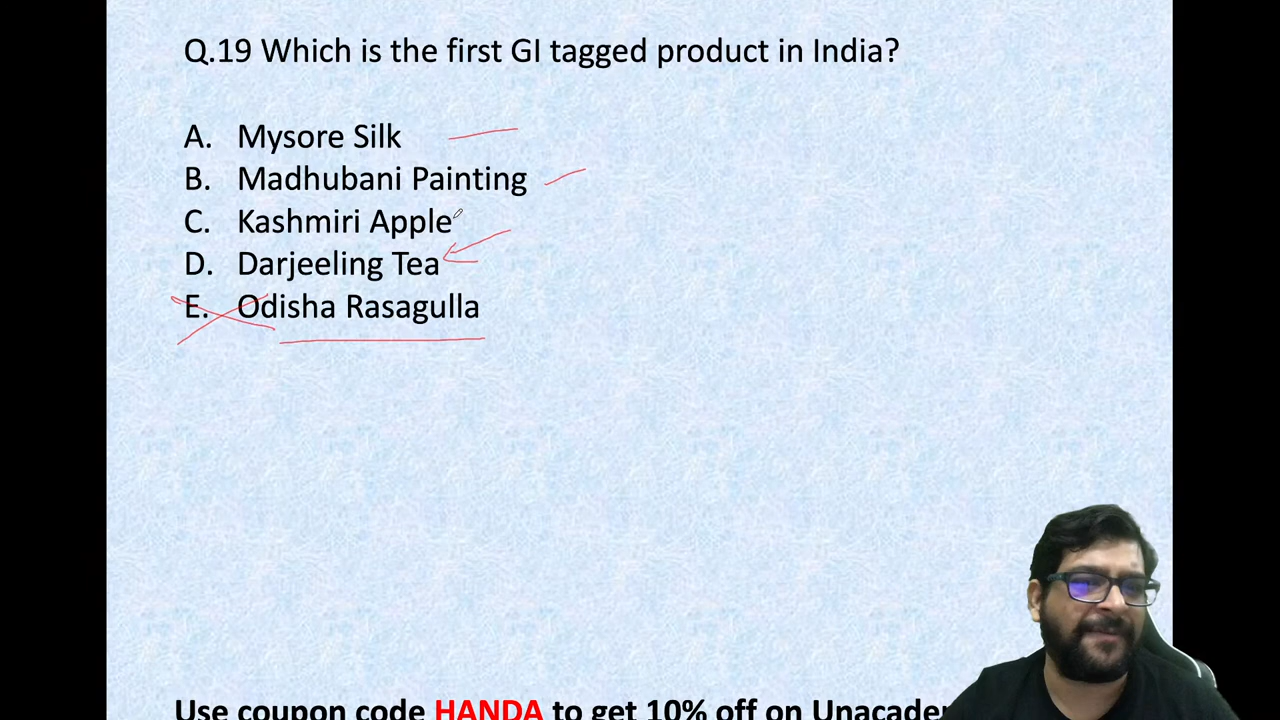 Q.19 Which is the first GI tagged product in India?
A. Mysore Silk
B. Madhubani Painting
C. Kashmiri Apple
D. Darjeeling Tea
E. Odisha Rasagulla
Use coupon code HANDA to get 10% off on